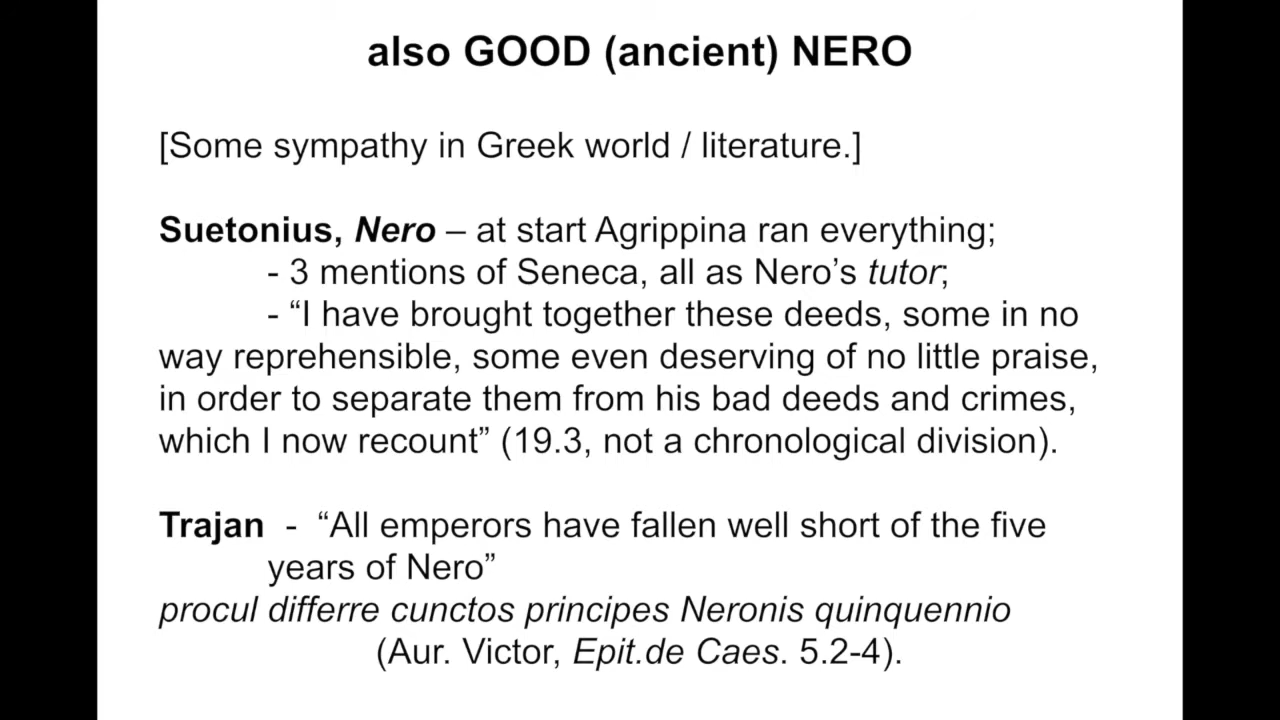 also GOOD (ancient) NERO
[Some sympathy in Greek world / literature.]
Suetonius, Nero – at start Agrippina ran everything;
- 3 mentions of Seneca, all as Nero’s tutor;
- “I have brought together these deeds, some in no
way reprehensible, some even deserving of no little praise,
in order to separate them from his bad deeds and crimes,
which I now recount” (19.3, not a chronological division).
Trajan - “All emperors have fallen well short of the five
years of Nero”
procul differre cunctos principes Neronis quinquennio
(Aur. Victor, Epit.de Caes. 5.2-4).